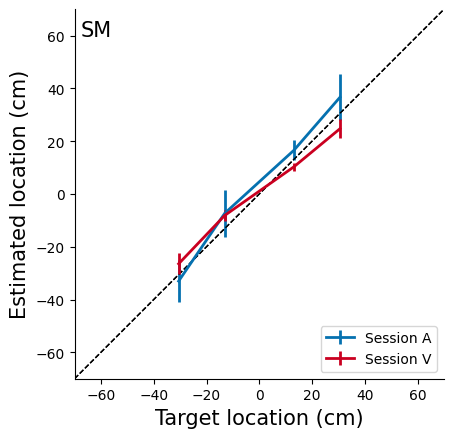 SM
Estimated location (cm)
60
40
20
0
−20
−40
−60
−60 −40 −20 0 20 40 60
Target location (cm)
Session A
Session V